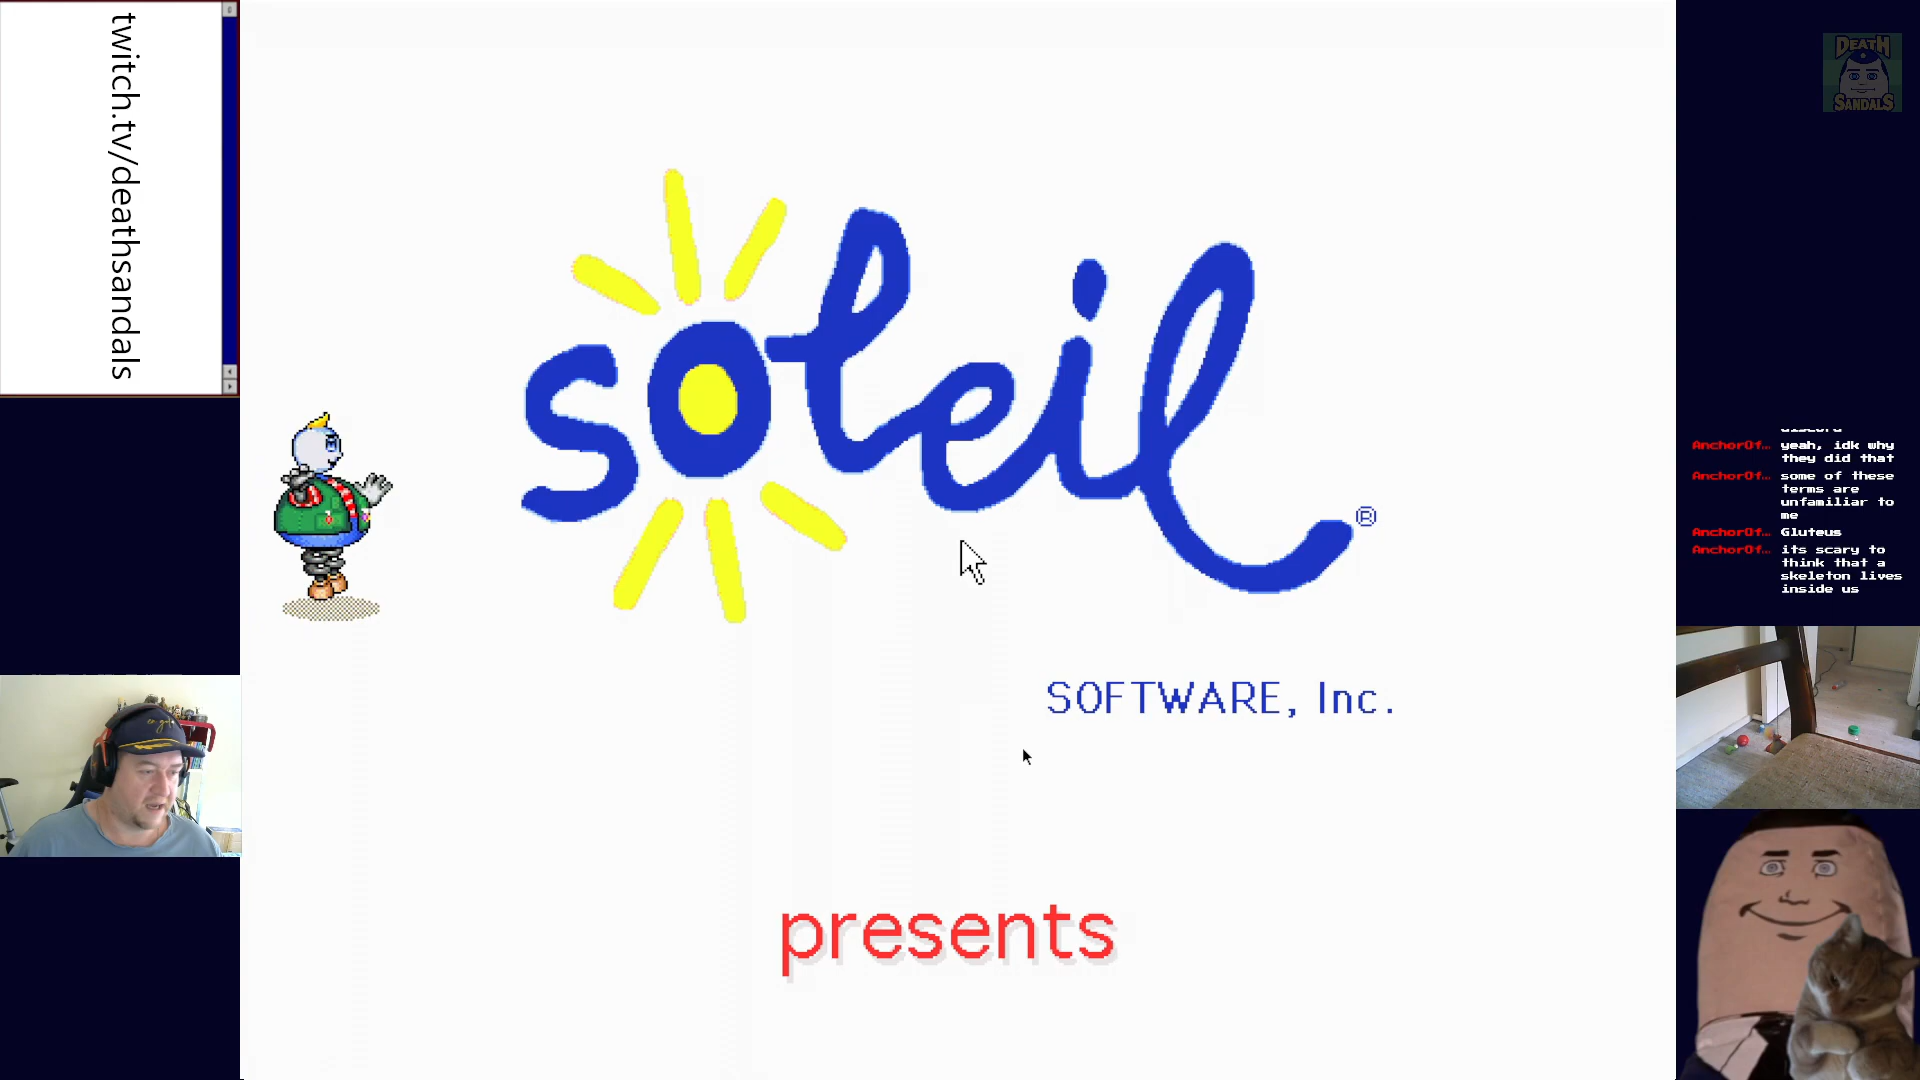 twitch.tv/deathsandals
soleil
®
SOFTWARE, Inc.
presents
DEATH
SANDALS
AnchorOf… yeah, idk why
they did that
AnchorOf… some of these
terms are
unfamiliar to
me
AnchorOf… Gluteus
AnchorOf… its scary to
think that a
skeleton lives
inside us